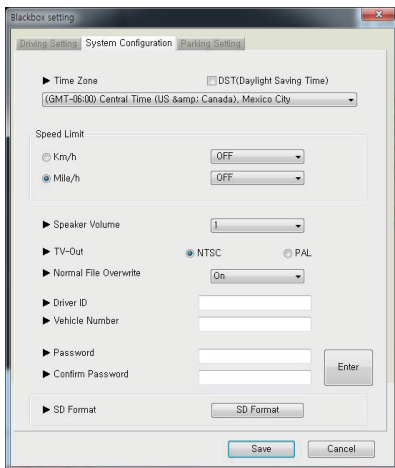 Blackbox setting
Driving Setting System Configuration Parking Setting
▶ Time Zone DST(Daylight Saving Time)
(GMT-06:00) Central Time (US &amp; Canada), Mexico City
Speed Limit
Km/h OFF
Mile/h OFF
▶ Speaker Volume 1
▶ TV-Out NTSC PAL
▶ Normal File Overwrite On
▶ Driver ID
▶ Vehicle Number
▶ Password
▶ Confirm Password
Enter
▶ SD Format SD Format
Save Cancel